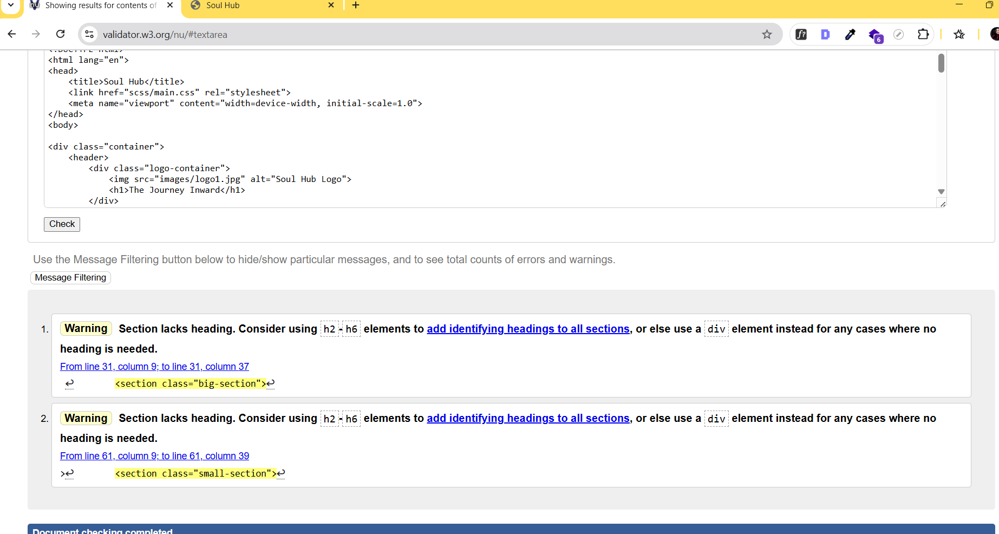 Showing results for contents of
Soul Hub
validator.w3.org/nu/#textarea
f?
D
6
<!DOCTYPE html>
<html lang="en">
<head>
    <title>Soul Hub</title>
    <link href="scss/main.css" rel="stylesheet">
    <meta name="viewport" content="width=device-width, initial-scale=1.0">
</head>
<body>
<div class="container">
    <header>
        <div class="logo-container">
            <img src="images/logo1.jpg" alt="Soul Hub Logo">
            <h1>The Journey Inward</h1>
        </div>
Check
Use the Message Filtering button below to hide/show particular messages, and to see total counts of errors and warnings.
Message Filtering
1. Warning Section lacks heading. Consider using h2-h6 elements to add identifying headings to all sections, or else use a div element instead for any cases where no
heading is needed.
From line 31, column 9; to line 31, column 37
↩        <section class="big-section">↩
2. Warning Section lacks heading. Consider using h2-h6 elements to add identifying headings to all sections, or else use a div element instead for any cases where no
heading is needed.
From line 61, column 9; to line 61, column 39
>↩        <section class="small-section">↩
Document checking completed.